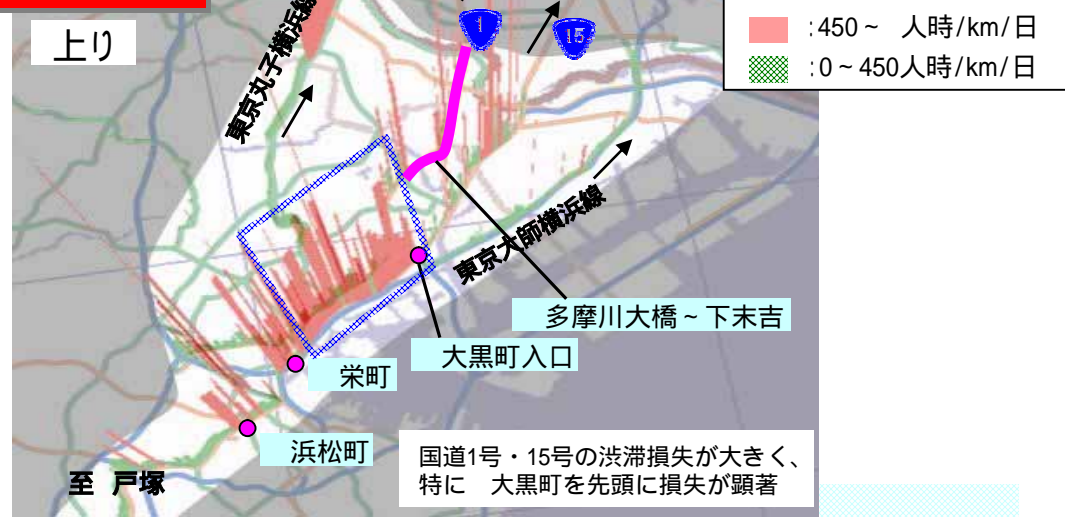 上り
東京丸子横浜線
1
15
:450～ 人時/km/日
:0～450人時/km/日
東京大師横浜線
多摩川大橋～下末吉
大黒町入口
栄町
浜松町
至 戸塚
国道1号・15号の渋滞損失が大きく、
特に 大黒町を先頭に損失が顕著